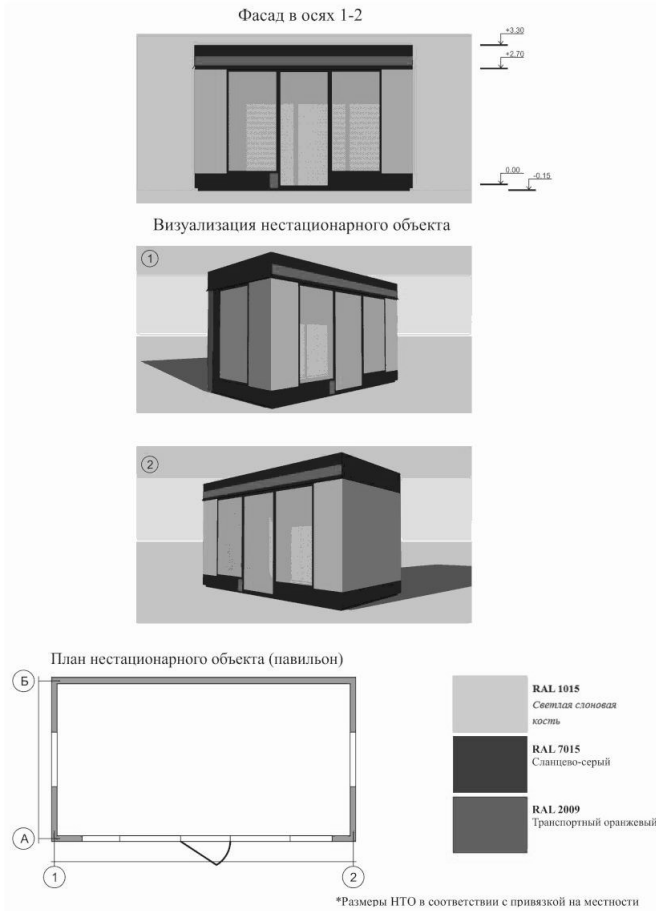 Фасад в осях 1-2
+3.30
+2.70
0.00
-0.15
Визуализация нестационарного объекта
1
2
План нестационарного объекта (павильон)
Б
А
1
2
RAL 1015
Светлая слоновая
кость
RAL 7015
Сланцево-серый
RAL 2009
Транспортный оранжевый
*Размеры НТО в соответствии с привязкой на местности